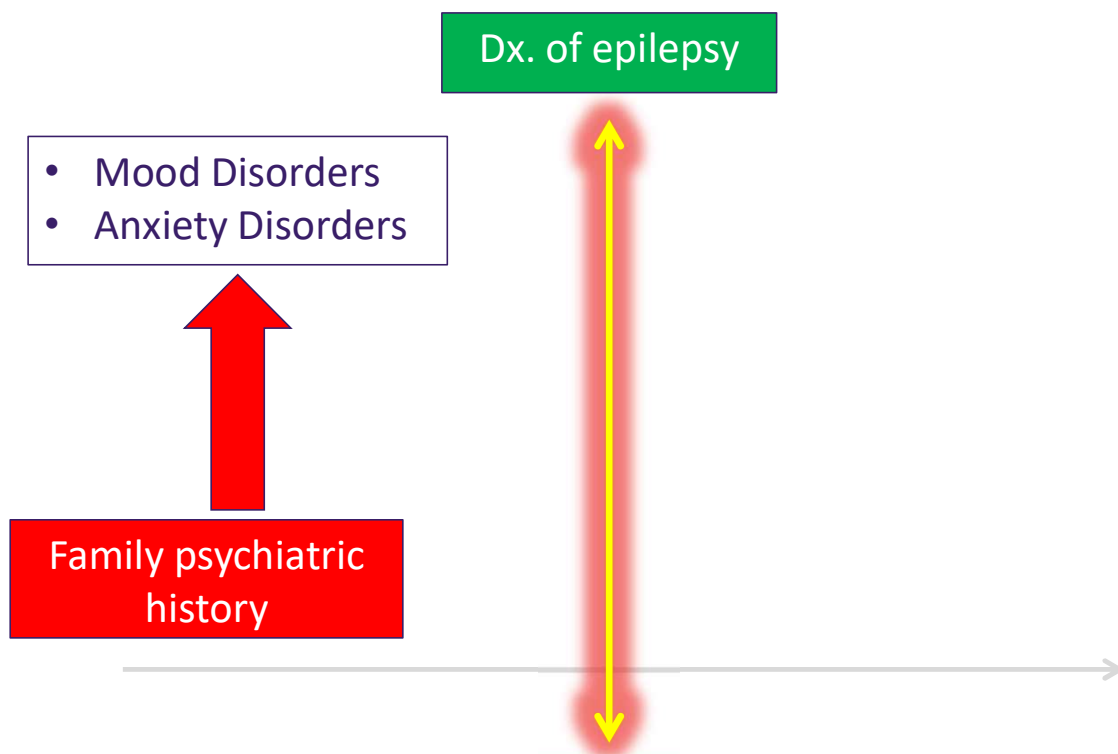 Dx. of epilepsy
• Mood Disorders
• Anxiety Disorders
Family psychiatric
history